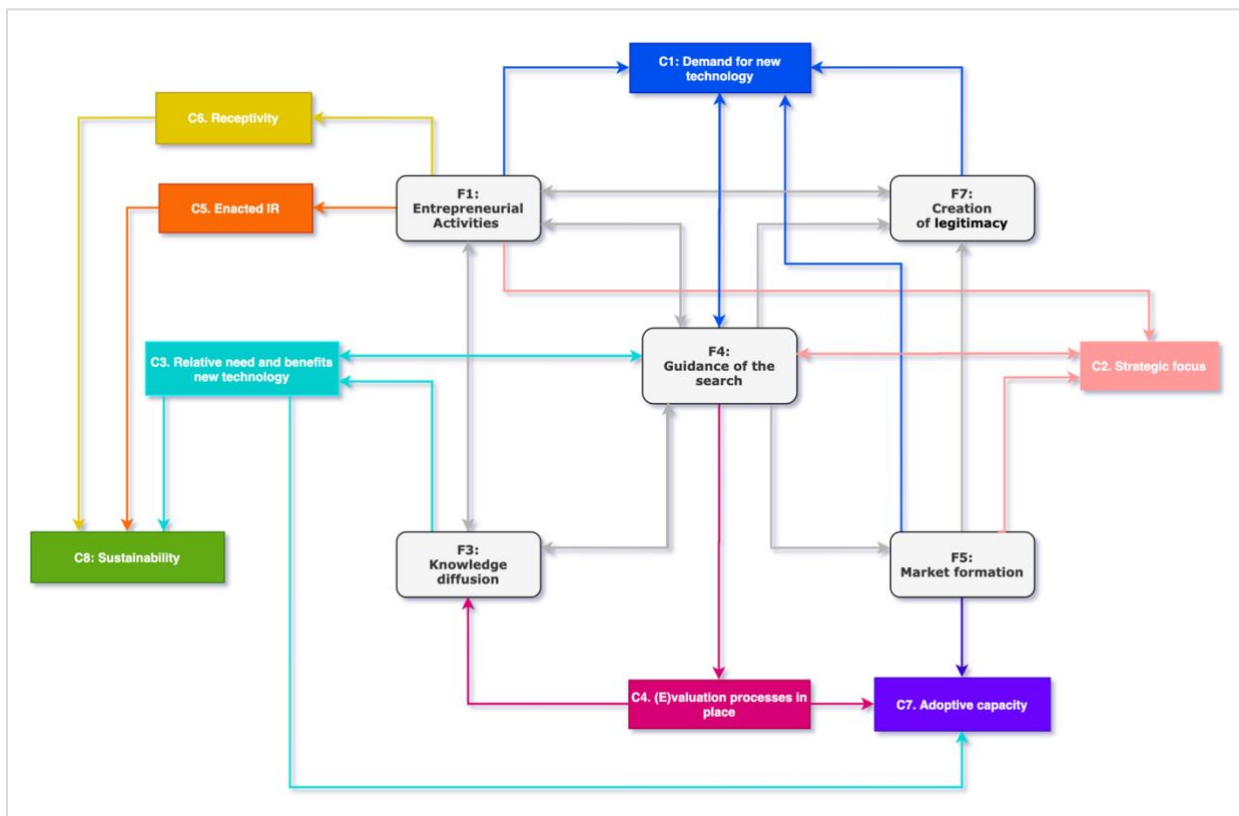 C1: Demand for new
technology
C6. Receptivity
F1:
Entrepreneurial
Activities
F7:
Creation
of legitimacy
C5. Enacted IR
C3. Relative need and benefits
new technology
F4:
Guidance of the
search
C2. Strategic focus
C8: Sustainability
F3:
Knowledge
diffusion
F5:
Market formation
C4. (E)valuation processes in
place
C7. Adoptive capacity